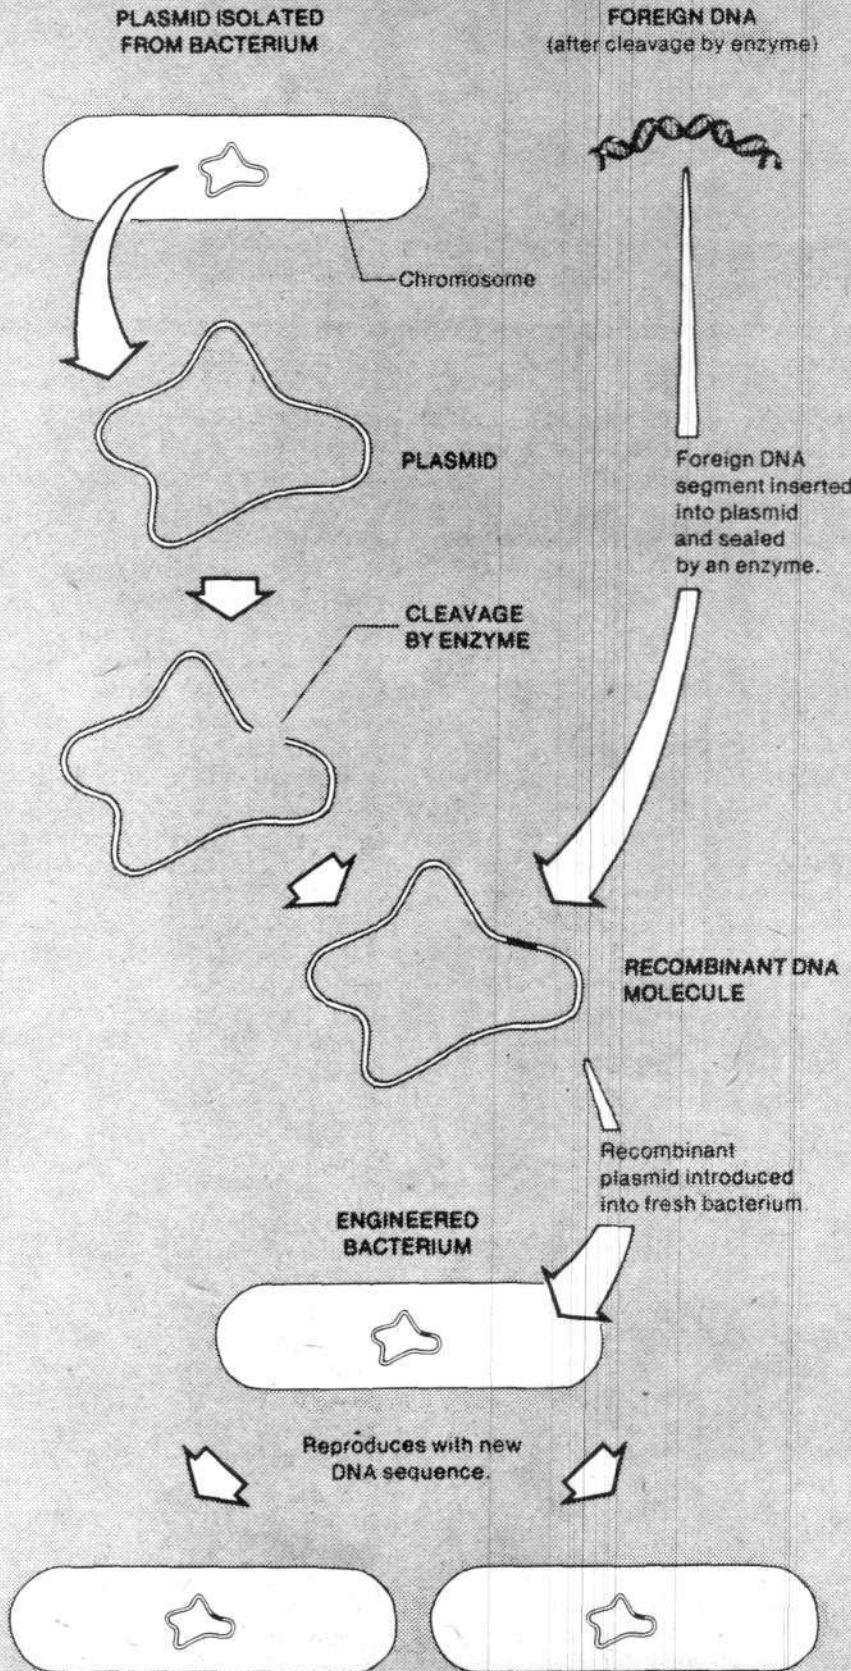 PLASMID ISOLATED
FROM BACTERIUM
FOREIGN DNA
(after cleavage by enzyme)
Chromosome
PLASMID
Foreign DNA
segment inserted
into plasmid
and sealed
by an enzyme.
CLEAVAGE
BY ENZYME
RECOMBINANT DNA
MOLECULE
Recombinant
plasmid introduced
into fresh bacterium.
ENGINEERED
BACTERIUM
Reproduces with new
DNA sequence.